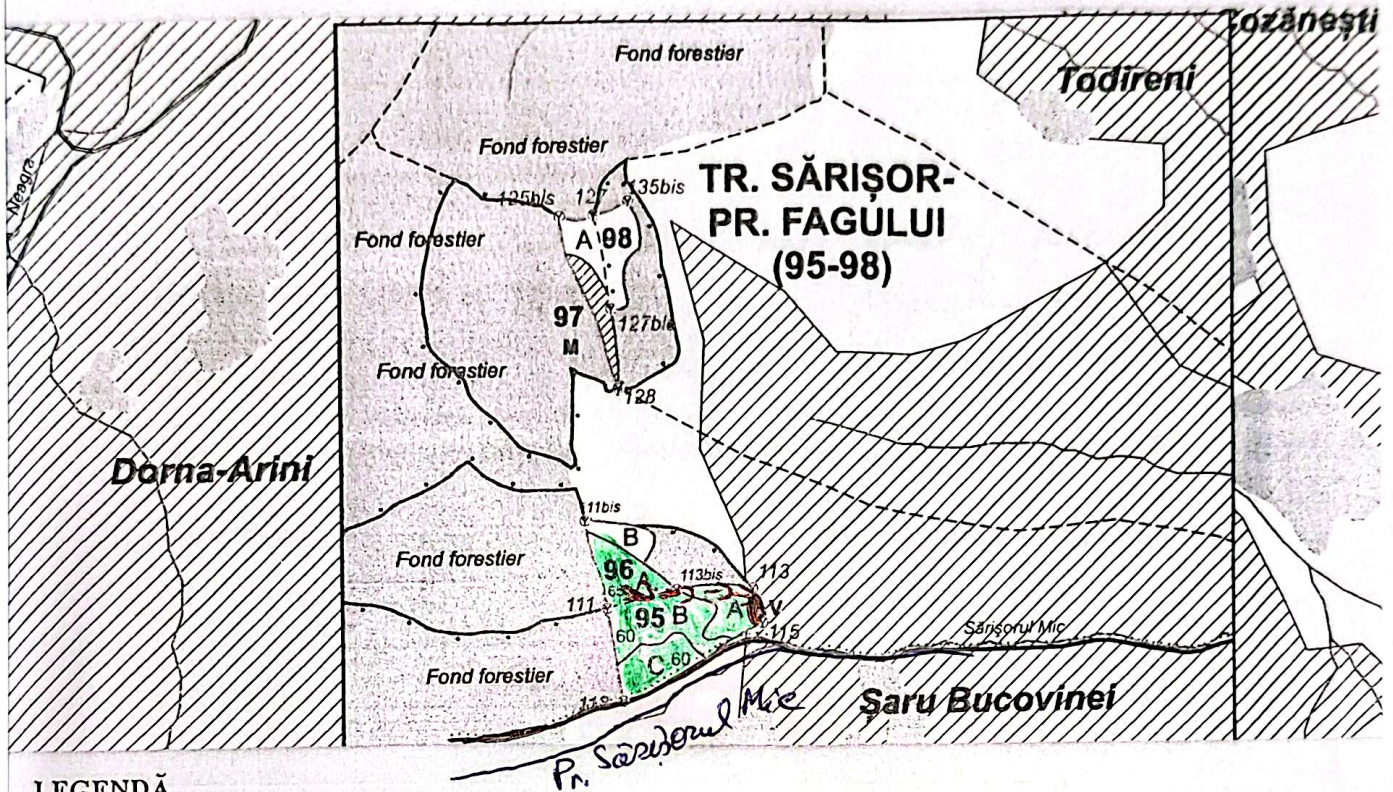 ozănești
Fond forestier
Todireni
Neagra
Fond forestier
TR. SĂRIȘOR-
PR. FAGULUI
(95-98)
125bis
127
135bis
Fond forestier
A
98
97
M
127bis
Fond forestier
128
Dorna-Arini
11bis
B
Fond forestier
96
A
113bis
113
111
95
B
A
V
115
60
Sărișorul Mic
C
60
Fond forestier
Șaru Bucovinei
Pr. Sărișorul Mic
LEGENDĂ